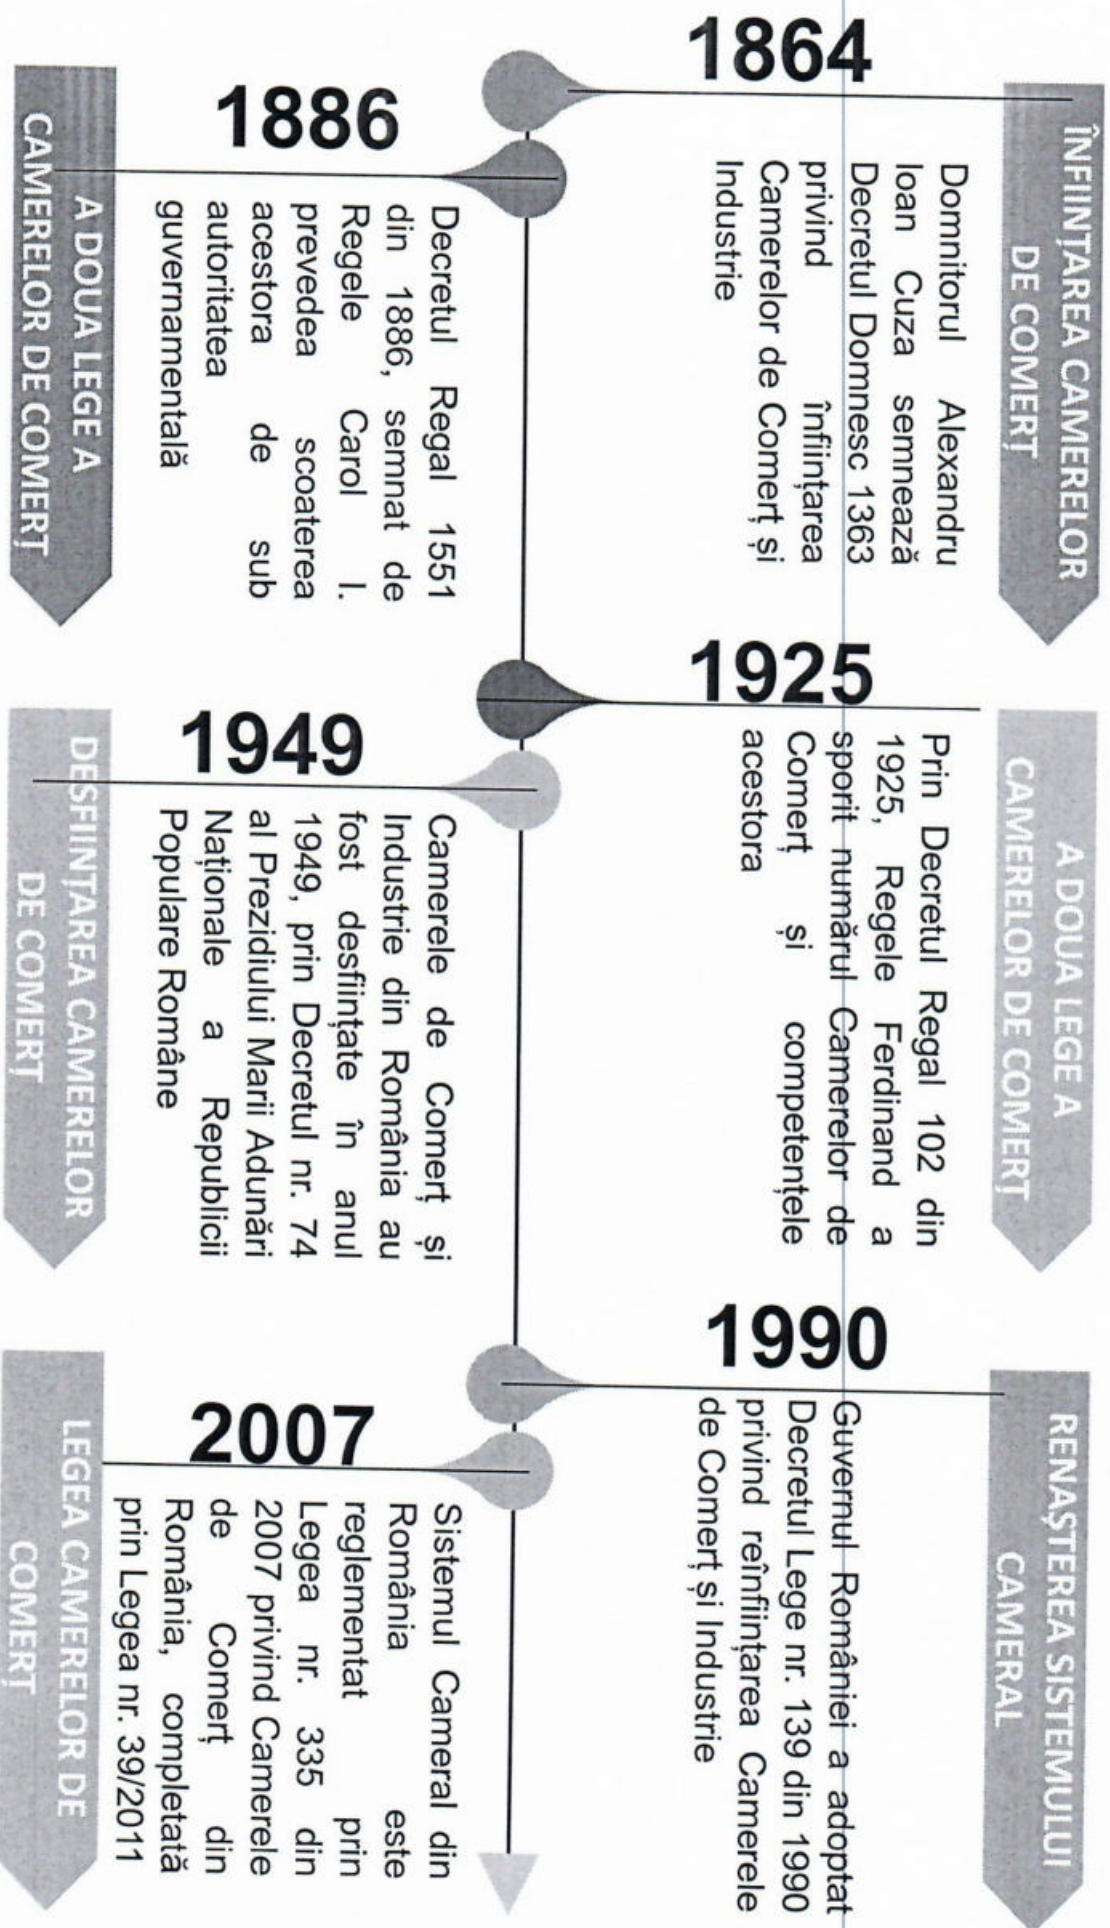 ÎNFIINȚAREA CAMERELOR
DE COMERȚ
1864
Domnitorul Alexandru
Ioan Cuza semnează
Decretul Domnesc 1363
privind înființarea
Camerelor de Comerț și
Industrie
A DOUA LEGE A
CAMERELOR DE COMERȚ
1886
Decretul Regal 1551
din 1886, semnat de
Regele Carol I.
prevedea scoaterea
acestora de sub
autoritatea
guvernamentală
A DOUA LEGE A
CAMERELOR DE COMERȚ
1925
Prin Decretul Regal 102 din
1925, Regele Ferdinand a
sporit numărul Camerelor de
Comerț și competențele
acestora
DESFIINȚAREA CAMERELOR
DE COMERȚ
1949
Camerele de Comerț și
Industrie din România au
fost desființate în anul
1949, prin Decretul nr. 74
al Prezidiului Marii Adunări
Naționale a Republicii
Populare Române
RENAȘTEREA SISTEMULUI
CAMERAL
1990
Guvernul României a adoptat
Decretul Lege nr. 139 din 1990
privind reînființarea Camerele
de Comerț și Industrie
LEGEA CAMERELOR DE
COMERȚ
2007
Sistemul Cameral din
România este
reglementat prin
Legea nr. 335 din
2007 privind Camerele
de Comerț din
România, completată
prin Legea nr. 39/2011